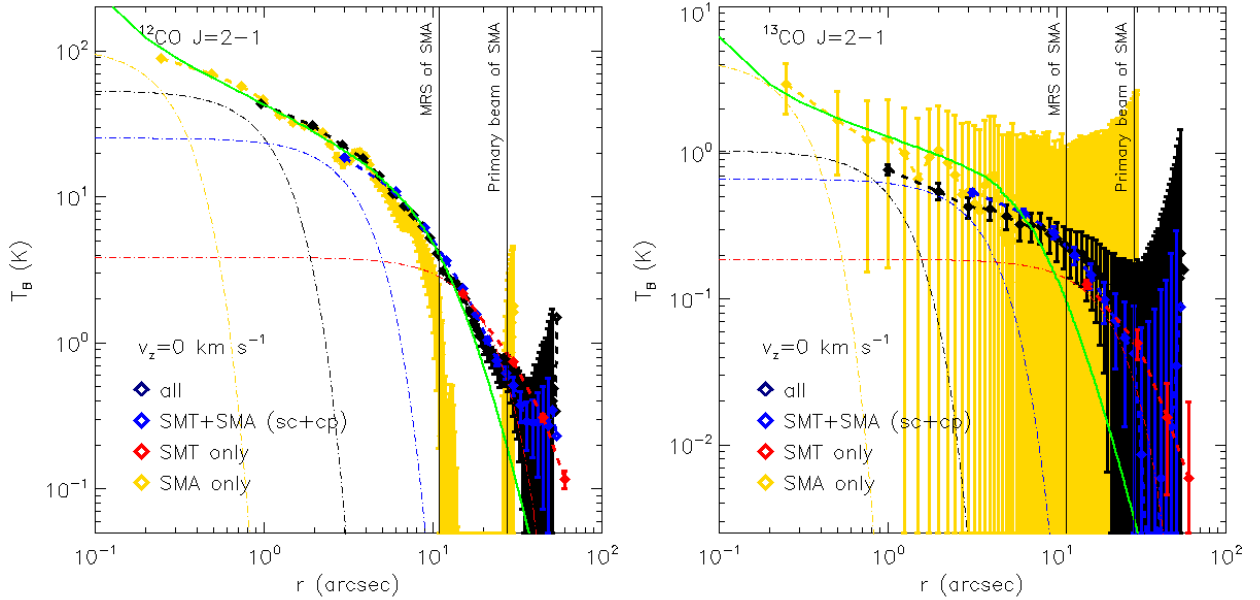 ¹²CO J=2−1
MRS of SMA
Primary beam of SMA
T_B (K)
10²
10¹
10⁰
10⁻¹
v_z=0 km s⁻¹
all
SMT+SMA (sc+cp)
SMT only
SMA only
10⁻¹
10⁰
10¹
10²
r (arcsec)
¹³CO J=2−1
MRS of SMA
Primary beam of SMA
T_B (K)
10¹
10⁰
10⁻¹
10⁻²
v_z=0 km s⁻¹
all
SMT+SMA (sc+cp)
SMT only
SMA only
10⁻¹
10⁰
10¹
10²
r (arcsec)